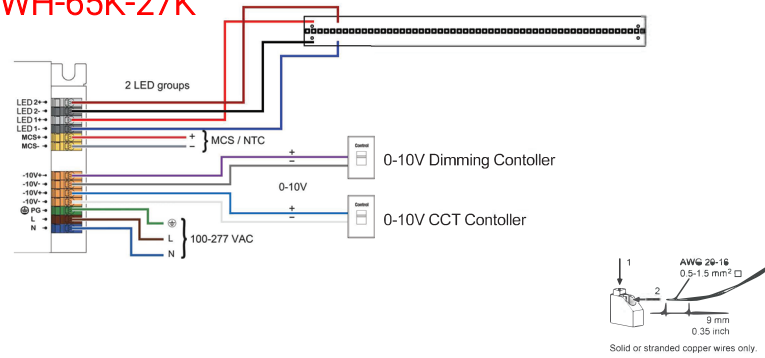 WH-65K-27K
2 LED groups
LED 2+
LED 2-
LED 1+
LED 1-
MCS+
MCS-
+
−
MCS / NTC
-10V+
-10V-
-10V+
-10V-
PG
L
N
+
−
0-10V
+
−
Control
0-10V Dimming Contoller
Control
0-10V CCT Contoller
L
N
100-277 VAC
1
2
AWG 20-16
0.5-1.5 mm²
9 mm
0.35 inch
Solid or stranded copper wires only.